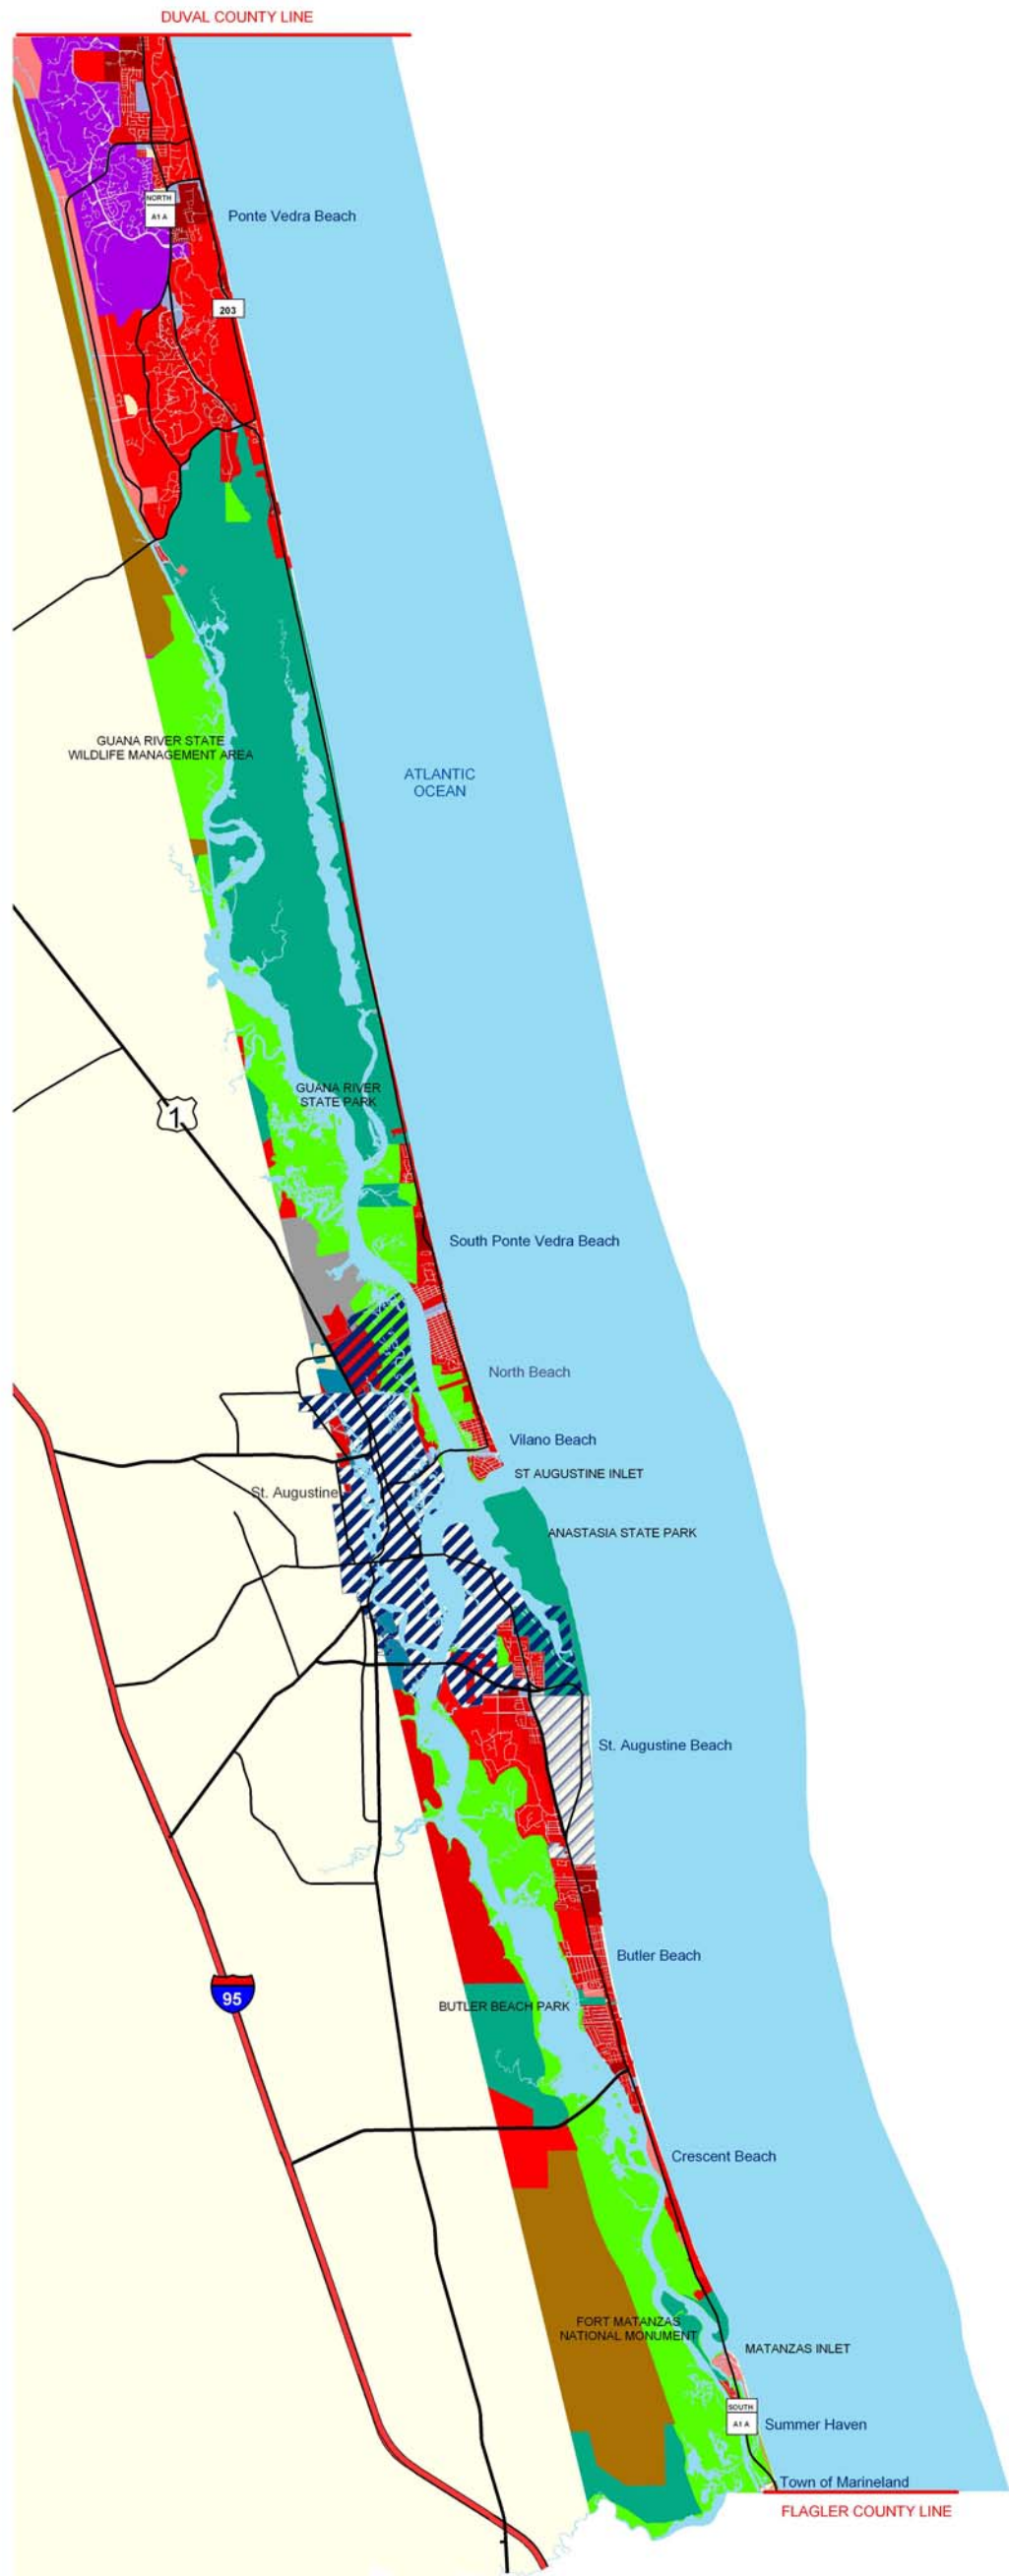 DUVAL COUNTY LINE
NORTH
A1A
Ponte Vedra Beach
203
GUANA RIVER STATE
WILDLIFE MANAGEMENT AREA
ATLANTIC
OCEAN
GUANA RIVER
STATE PARK
1
South Ponte Vedra Beach
North Beach
Vilano Beach
ST AUGUSTINE INLET
St. Augustine
ANASTASIA STATE PARK
St. Augustine Beach
Butler Beach
95
BUTLER BEACH PARK
Crescent Beach
FORT MATANZAS
NATIONAL MONUMENT
MATANZAS INLET
SOUTH
A1A
Summer Haven
Town of Marineland
FLAGLER COUNTY LINE